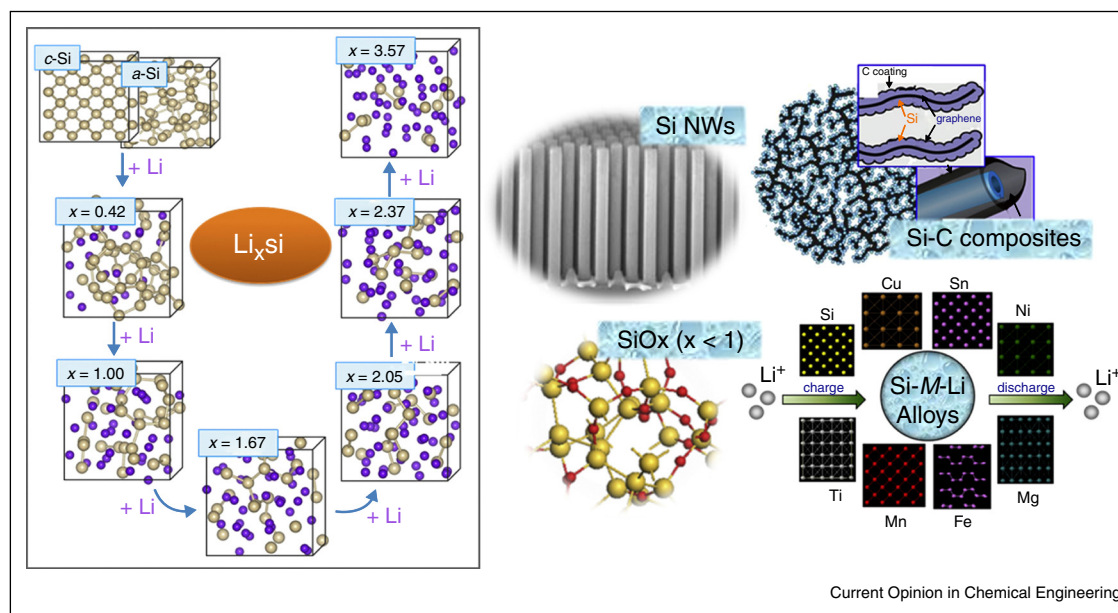 c-Si
a-Si
+ Li
x = 0.42
+ Li
x = 1.00
+ Li
x = 1.67
+ Li
x = 2.05
+ Li
x = 2.37
+ Li
x = 3.57
Lixsi
Si NWs
C coating
Si
graphene
Si-C composites
SiOx (x < 1)
Li+
charge
Si
Cu
Sn
Ni
Si-M-Li
Alloys
discharge
Li+
Ti
Mn
Fe
Mg
Current Opinion in Chemical Engineering